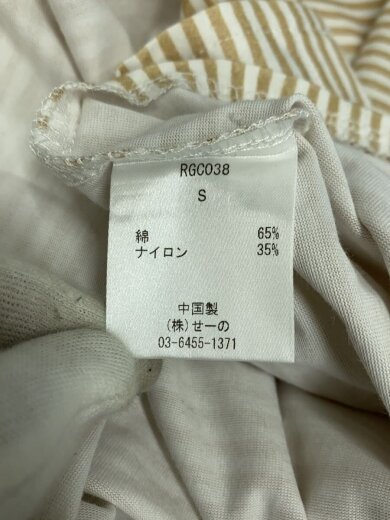 RGC038
S
綿 65%
ナイロン 35%
中国製
(株)せーの
03-6455-1371